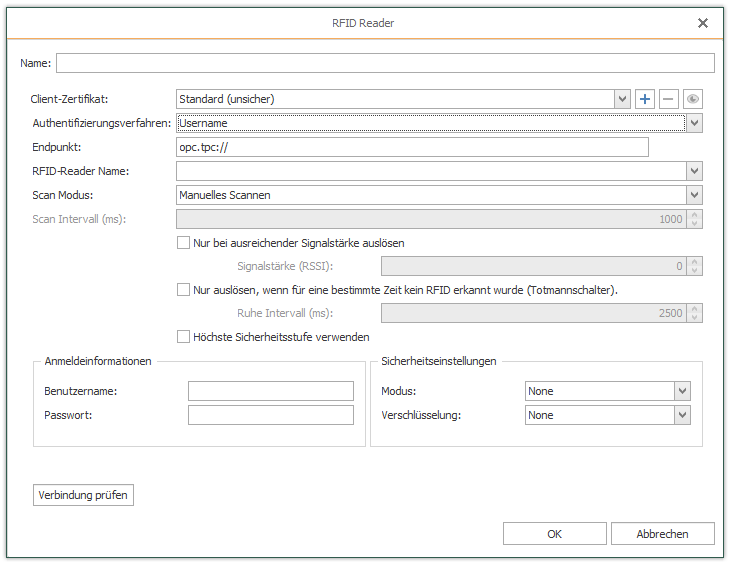 RFID Reader
Name:
Client-Zertifikat: Standard (unsicher)
Authentifizierungsverfahren: Username
Endpunkt: opc.tpc://
RFID-Reader Name:
Scan Modus: Manuelles Scannen
Scan Intervall (ms): 1000
Nur bei ausreichender Signalstärke auslösen
Signalstärke (RSSI): 0
Nur auslösen, wenn für eine bestimmte Zeit kein RFID erkannt wurde (Totmannschalter).
Ruhe Intervall (ms): 2500
Höchste Sicherheitsstufe verwenden
Anmeldeinformationen
Benutzername:
Passwort:
Sicherheitseinstellungen
Modus: None
Verschlüsselung: None
Verbindung prüfen
OK Abbrechen